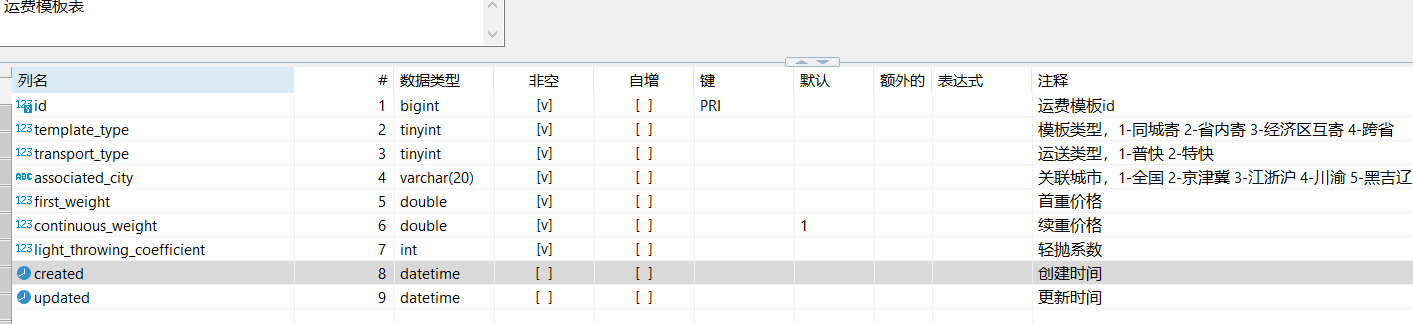 运费模板表
列名 # 数据类型 非空 自增 键 默认 额外的 表达式 注释
123 id 1 bigint [v] [ ] PRI 运费模板id
123 template_type 2 tinyint [v] [ ] 模板类型，1-同城寄 2-省内寄 3-经济区互寄 4-跨省
123 transport_type 3 tinyint [v] [ ] 运送类型，1-普快 2-特快
ABC associated_city 4 varchar(20) [v] [ ] 关联城市，1-全国 2-京津冀 3-江浙沪 4-川渝 5-黑吉辽
123 first_weight 5 double [v] [ ] 首重价格
123 continuous_weight 6 double [v] [ ] 1 续重价格
123 light_throwing_coefficient 7 int [v] [ ] 轻抛系数
created 8 datetime [ ] [ ] 创建时间
updated 9 datetime [ ] [ ] 更新时间